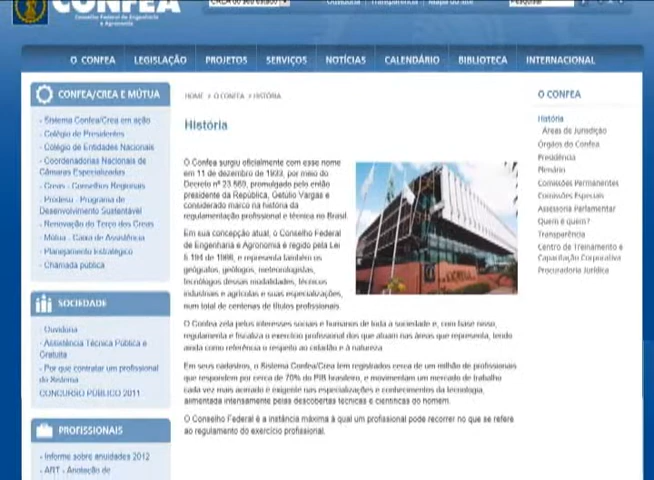 CONFEA
Conselho Federal de Engenharia
e Agronomia
Ouvidoria
Transparência
Mapa do site
O CONFEA
LEGISLAÇÃO
PROJETOS
SERVIÇOS
NOTÍCIAS
CALENDÁRIO
BIBLIOTECA
INTERNACIONAL
CONFEA/CREA E MÚTUA
- Sistema Confea/Crea em ação
- Colégio de Presidentes
- Colégio de Entidades Nacionais
- Coordenadorias Nacionais de
Câmaras Especializadas
- Creas - Conselhos Regionais
- Prodesu - Programa de
Desenvolvimento Sustentável
- Renovação do Terço dos Creas
- Mútua - Caixa de Assistência
- Planejamento Estratégico
- Chamada pública
SOCIEDADE
- Ouvidoria
- Assistência Técnica Pública e
Gratuita
- Por que contratar um profissional
do Sistema
CONCURSO PÚBLICO 2011
PROFISSIONAIS
- Informe sobre anuidades 2012
- ART - Anotação de
HOME > O CONFEA > HISTÓRIA
História
O Confea surgiu oficialmente com esse nome
em 11 de dezembro de 1933, por meio do
Decreto nº 23.569, promulgado pelo então
presidente da República, Getúlio Vargas e
considerado marco na história da
regulamentação profissional e técnica no Brasil.
Em sua concepção atual, o Conselho Federal
de Engenharia e Agronomia é regido pela Lei
5.194 de 1966, e representa também os
geógrafos, geólogos, meteorologistas,
tecnólogos dessas modalidades, técnicos
industriais e agrícolas e suas especializações,
num total de centenas de títulos profissionais.
O Confea zela pelos interesses sociais e humanos de toda a sociedade e, com base nisso,
regulamenta e fiscaliza o exercício profissional dos que atuam nas áreas que representa, tendo
ainda como referência o respeito ao cidadão e à natureza.
Em seus cadastros, o Sistema Confea/Crea tem registrados cerca de um milhão de profissionais
que respondem por cerca de 70% do PIB brasileiro, e movimentam um mercado de trabalho
cada vez mais acirrado e exigente nas especializações e conhecimentos da tecnologia,
alimentada intensamente pelas descobertas técnicas e científicas do homem.
O Conselho Federal é a instância máxima à qual um profissional pode recorrer no que se refere
ao regulamento do exercício profissional.
O CONFEA
História
Áreas de Jurisdição
Órgãos do Confea
Presidência
Plenário
Comissões Permanentes
Comissões Especiais
Assessoria Parlamentar
Quem é quem?
Transparência
Centro de Treinamento e
Capacitação Corporativa
Procuradoria Jurídica